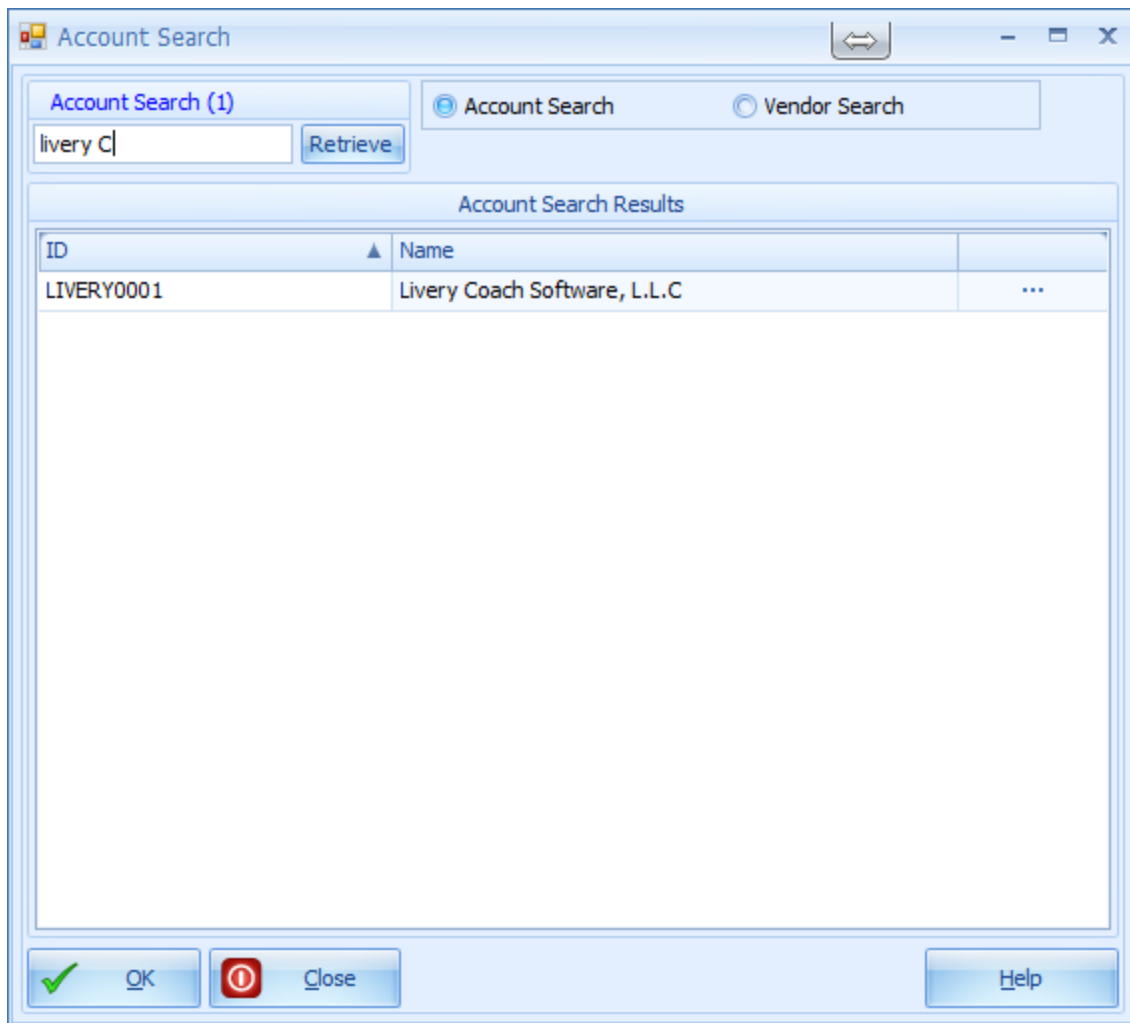 Account Search
Account Search (1)
Account Search
Vendor Search
livery C
Retrieve
Account Search Results
ID
Name
LIVERY0001
Livery Coach Software, L.L.C
...
OK
Close
Help